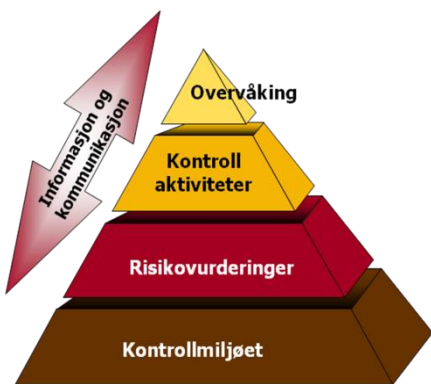 Overvåking
Informasjon og
kommunikasjon
Kontroll
aktiviteter
Risikovurderinger
Kontrollmiljøet